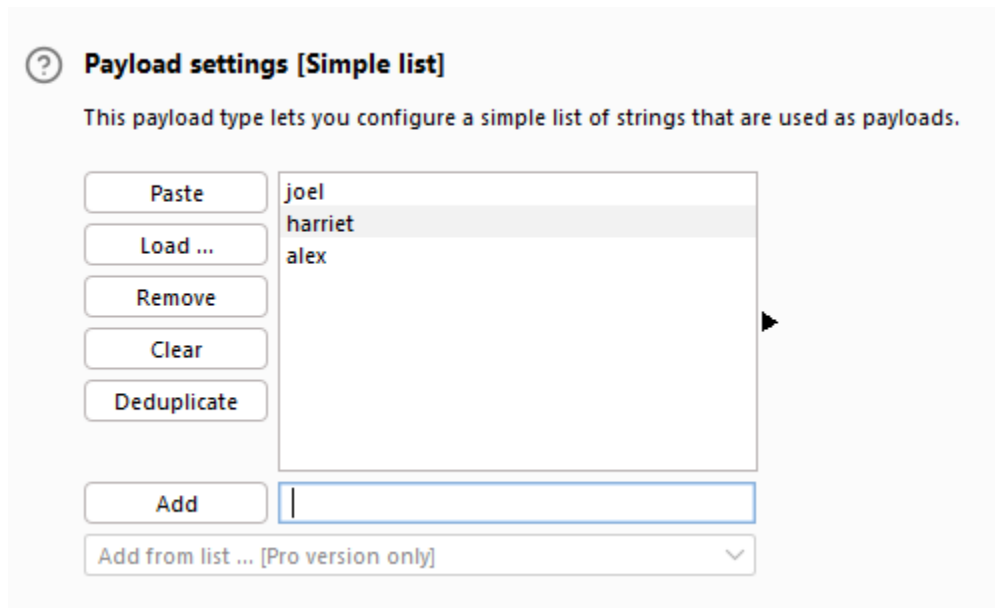 ?
Payload settings [Simple list]
This payload type lets you configure a simple list of strings that are used as payloads.
Paste
Load ...
Remove
Clear
Deduplicate
joel
harriet
alex
Add
Add from list ... [Pro version only]